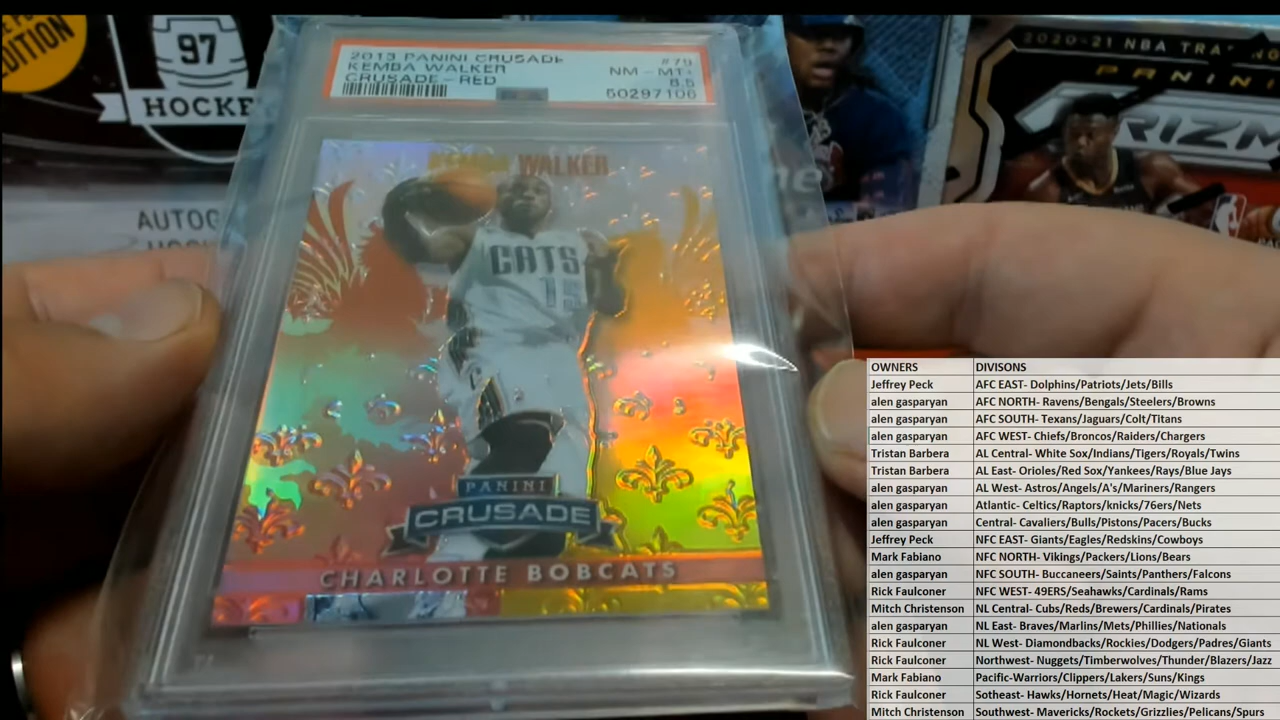 EDITION
97
HOCKE
AUTOG
2013 PANINI CRUSADE #79
KEMBA WALKER NM - MT+
CRUSADE - RED 8.5
50297106
KEMBA WALKER
CATS
15
PANINI
CRUSADE
CHARLOTTE BOBCATS
2020-21 NBA
PANINI
RIZM
OWNERS DIVISONS
Jeffrey Peck AFC EAST- Dolphins/Patriots/Jets/Bills
alen gasparyan AFC NORTH- Ravens/Bengals/Steelers/Browns
alen gasparyan AFC SOUTH- Texans/Jaguars/Colt/Titans
alen gasparyan AFC WEST- Chiefs/Broncos/Raiders/Chargers
Tristan Barbera AL Central- White Sox/Indians/Tigers/Royals/Twins
Tristan Barbera AL East- Orioles/Red Sox/Yankees/Rays/Blue Jays
alen gasparyan AL West- Astros/Angels/A's/Mariners/Rangers
alen gasparyan Atlantic- Celtics/Raptors/knicks/76ers/Nets
alen gasparyan Central- Cavaliers/Bulls/Pistons/Pacers/Bucks
Jeffrey Peck NFC EAST- Giants/Eagles/Redskins/Cowboys
Mark Fabiano NFC NORTH- Vikings/Packers/Lions/Bears
alen gasparyan NFC SOUTH- Buccaneers/Saints/Panthers/Falcons
Rick Faulconer NFC WEST- 49ERS/Seahawks/Cardinals/Rams
Mitch Christenson NL Central- Cubs/Reds/Brewers/Cardinals/Pirates
alen gasparyan NL East- Braves/Marlins/Mets/Phillies/Nationals
Rick Faulconer NL West- Diamondbacks/Rockies/Dodgers/Padres/Giants
Rick Faulconer Northwest- Nuggets/Timberwolves/Thunder/Blazers/Jazz
Mark Fabiano Pacific-Warriors/Clippers/Lakers/Suns/Kings
Rick Faulconer Sotheast- Hawks/Hornets/Heat/Magic/Wizards
Mitch Christenson Southwest- Mavericks/Rockets/Grizzlies/Pelicans/Spurs